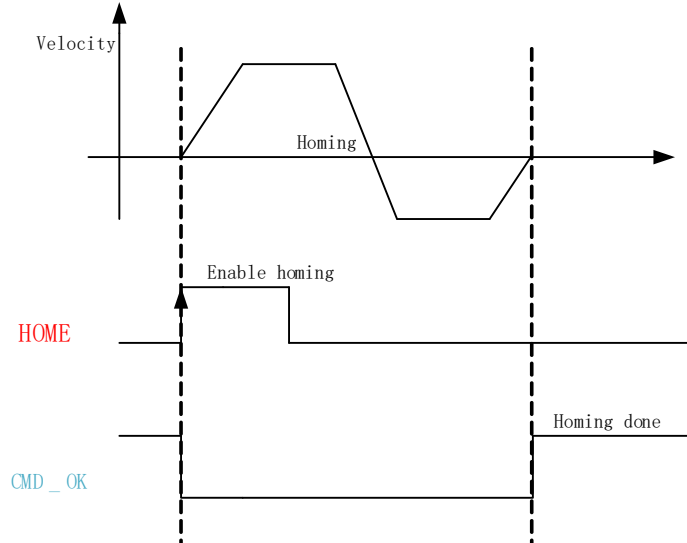 Velocity
Homing
Enable homing
HOME
Homing done
CMD_OK